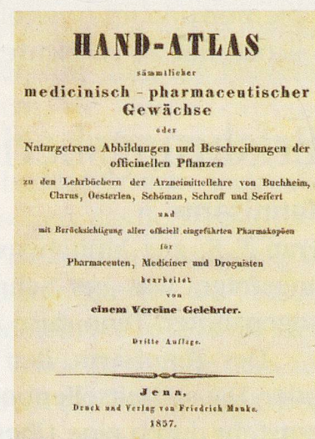 HAND-ATLAS
sämmtlicher
medicinisch - pharmaceutischer
Gewächse
oder
Naturgetreue Abbildungen und Beschreibungen der
officinellen Pflanzen
zu den Lehrbüchern der Arzneimittellehre von Buchheim,
Clarus, Oesterlen, Schöman, Schroff und Seifert
und
mit Berücksichtigung aller officiell eingeführten Pharmakopöen
für
Pharmaceuten, Mediciner und Droguisten
bearbeitet
von
einem Vereine Gelehrter.
Dritte Auflage.
Jena,
Druck und Verlag von Friedrich Mauke.
1857.